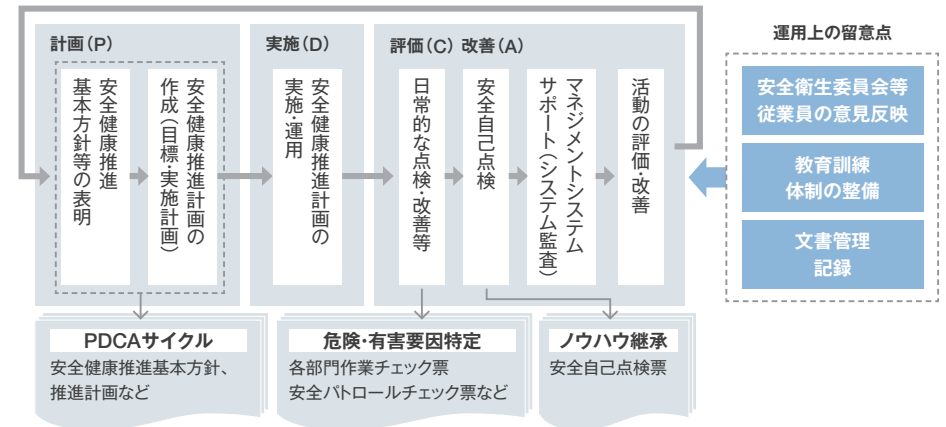 計画(P)
安全健康推進
基本方針等の表明
安全健康推進計画の
作成(目標・実施計画)
実施(D)
安全健康推進計画の
実施・運用
評価(C) 改善(A)
日常的な点検・改善等
安全自己点検
マネジメントシステム
サポート(システム監査)
活動の評価・改善
運用上の留意点
安全衛生委員会等
従業員の意見反映
教育訓練
体制の整備
文書管理
記録
PDCAサイクル
安全健康推進基本方針、
推進計画など
危険・有害要因特定
各部門作業チェック票
安全パトロールチェック票など
ノウハウ継承
安全自己点検票